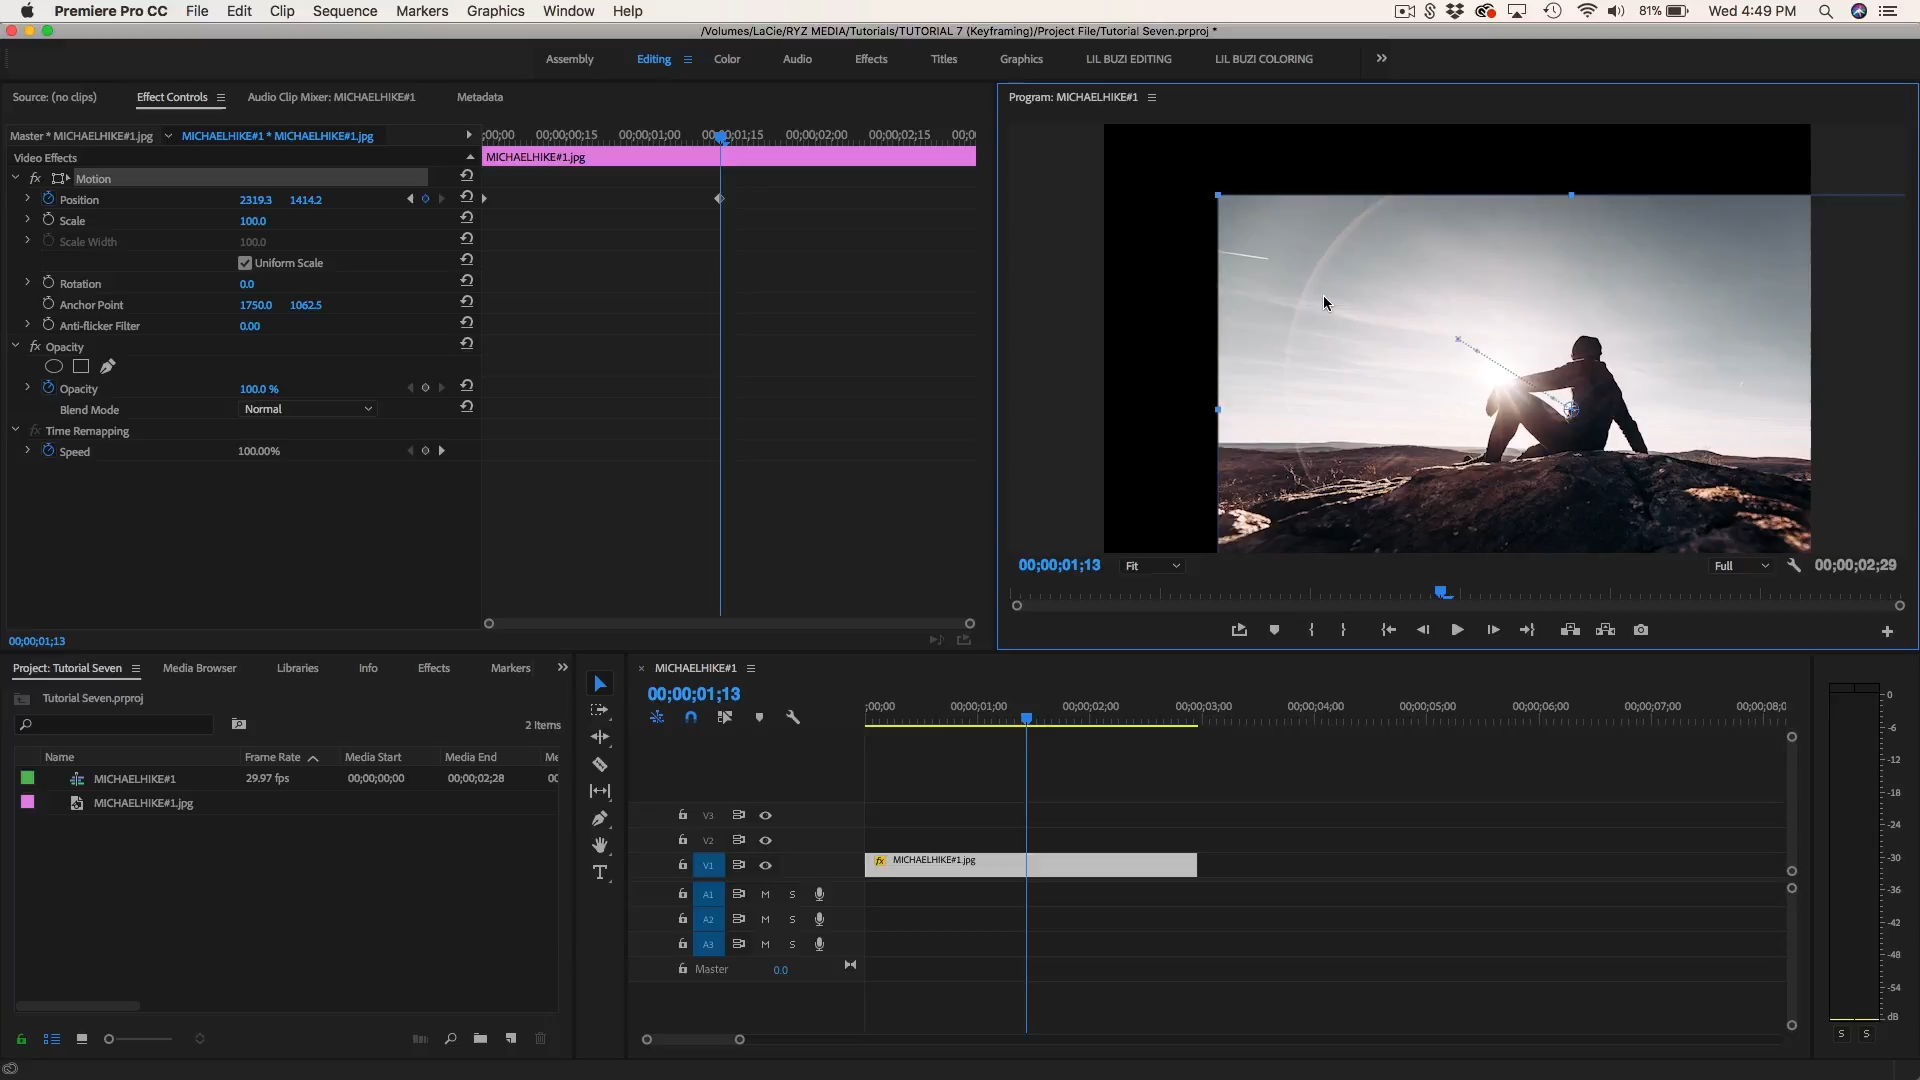 Premiere Pro CC File Edit Clip Sequence Markers Graphics Window Help 81% Wed 4:49 PM
/Volumes/LaCie/RYZ MEDIA/Tutorials/TUTORIAL 7 (Keyframing)/Project File/Tutorial Seven.prproj *
Assembly Editing Color Audio Effects Titles Graphics LIL BUZI EDITING LIL BUZI COLORING
Source: (no clips) Effect Controls Audio Clip Mixer: MICHAELHIKE#1 Metadata
Program: MICHAELHIKE#1
Master * MICHAELHIKE#1.jpg MICHAELHIKE#1 * MICHAELHIKE#1.jpg
;00;00 00;00;00;15 00;00;01;00 00;00;01;15 00;00;02;00 00;00;02;15 00;0
Video Effects
MICHAELHIKE#1.jpg
fx Motion
Position 2319.3 1414.2
Scale 100.0
Scale Width 100.0
Uniform Scale
Rotation 0.0
Anchor Point 1750.0 1062.5
Anti-flicker Filter 0.00
fx Opacity
Opacity 100.0 %
Blend Mode Normal
fx Time Remapping
Speed 100.00%
00;00;01;13 Fit Full 00;00;02;29
00;00;01;13
Project: Tutorial Seven Media Browser Libraries Info Effects Markers
Tutorial Seven.prproj
2 Items
Name Frame Rate Media Start Media End Me
MICHAELHIKE#1 29.97 fps 00;00;00;00 00;00;02;28 00
MICHAELHIKE#1.jpg
× MICHAELHIKE#1
00;00;01;13
;00;00 00;00;01;00 00;00;02;00 00;00;03;00 00;00;04;00 00;00;05;00 00;00;06;00 00;00;07;00 00;00;08;0
V3
V2
V1 fx MICHAELHIKE#1.jpg
A1 M S
A2 M S
A3 M S
Master 0.0
T
0
-6
-12
-18
-24
-30
-36
-42
-48
-54
dB
S S